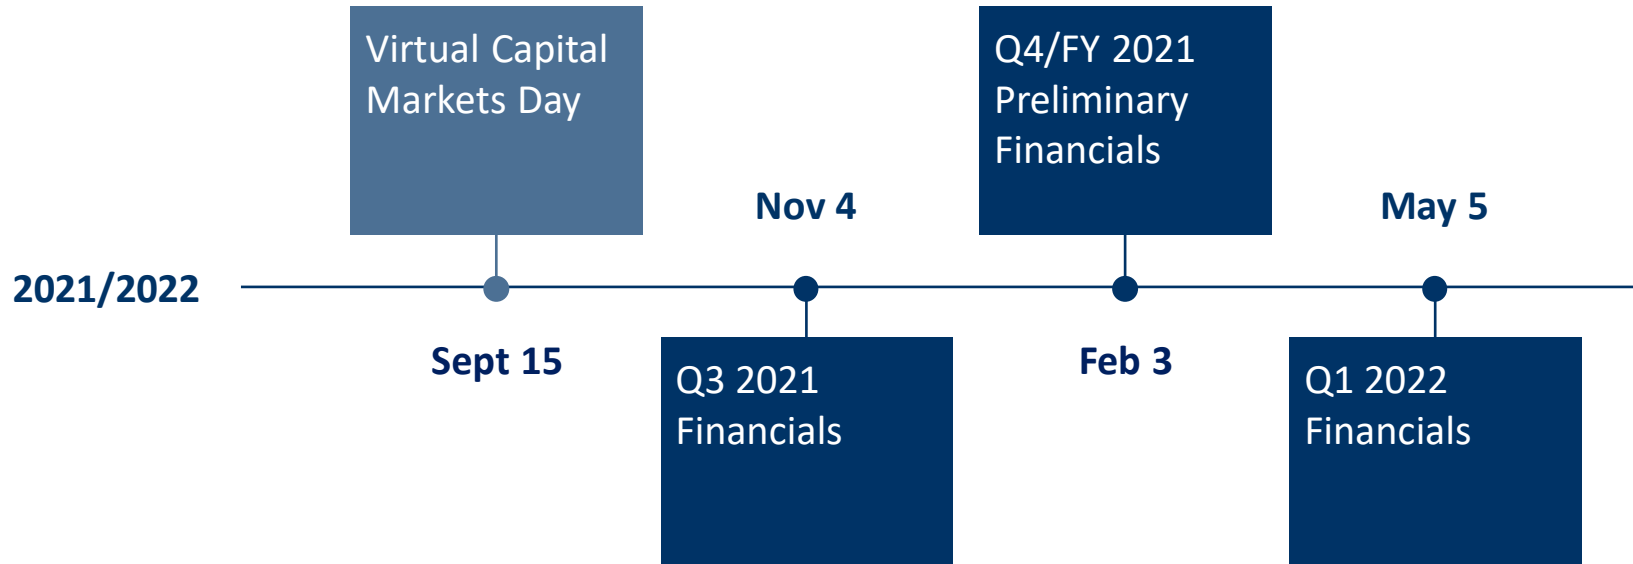 2021/2022
Virtual Capital
Markets Day
Sept 15
Nov 4
Q3 2021
Financials
Q4/FY 2021
Preliminary
Financials
Feb 3
May 5
Q1 2022
Financials